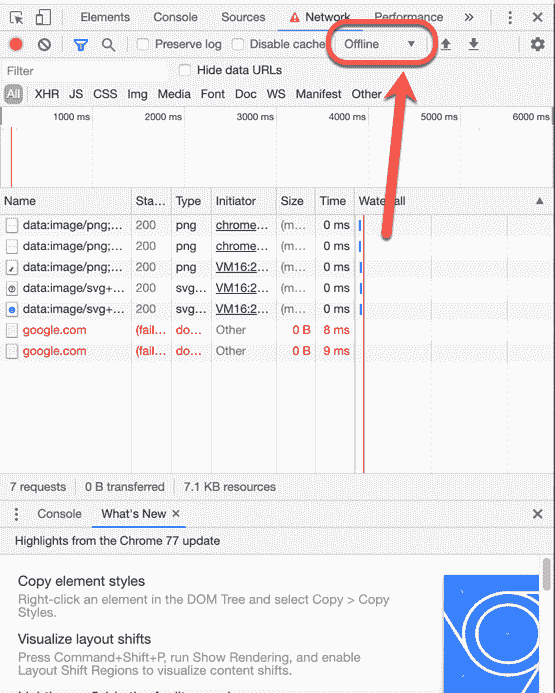 Elements Console Sources Network Performance »
Preserve log Disable cache Offline
Filter Hide data URLs
All XHR JS CSS Img Media Font Doc WS Manifest Other
1000 ms 2000 ms 3000 ms 4000 ms 5000 ms 6000 ms
Name Sta... Type Initiator Size Time
data:image/png;... 200 png chrome... (m... 0 ms
data:image/png;... 200 png chrome... (m... 0 ms
data:image/png;... 200 png VM16:2... (m... 0 ms
data:image/svg+... 200 svg... VM16:2... (m... 0 ms
data:image/svg+... 200 svg... VM16:2... (m... 0 ms
google.com (fail... do... Other 0 B 8 ms
google.com (fail... do... Other 0 B 9 ms
7 requests 0 B transferred 7.1 KB resources
Console What's New
Highlights from the Chrome 77 update
Copy element styles
Right-click an element in the DOM Tree and select Copy > Copy
Styles.
Visualize layout shifts
Press Command+Shift+P, run Show Rendering, and enable
Layout Shift Regions to visualize content shifts.